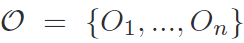 𝒪 = {O₁,...,Oₙ}